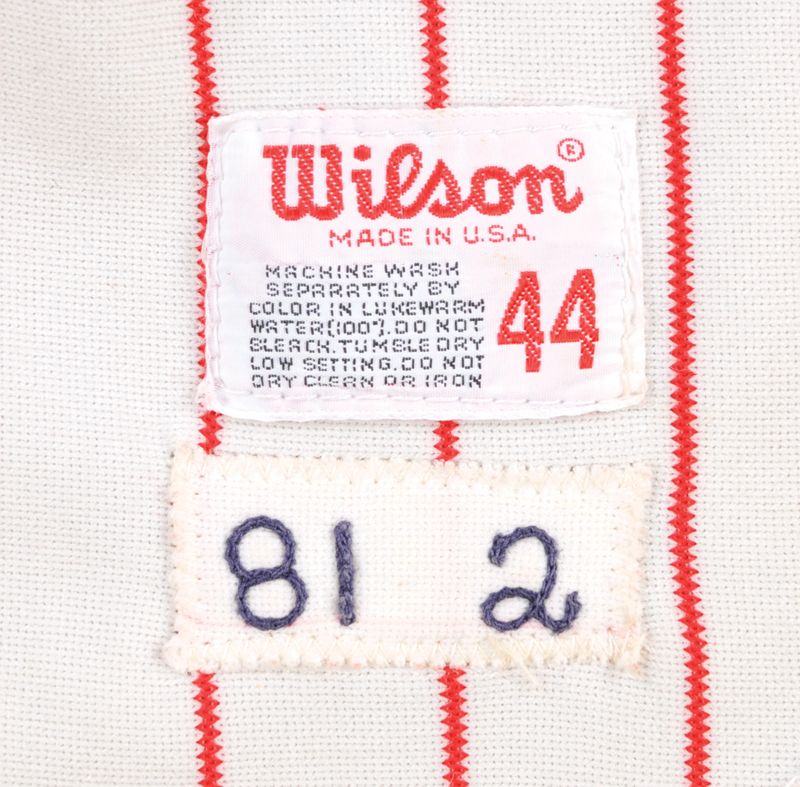 Wilson®
MADE IN U.S.A.
MACHINE WASH
SEPARATELY BY
COLOR IN LUKEWARM
WATER(100°).DO NOT
BLEACH.TUMBLE DRY
LOW SETTING.DO NOT
DRY CLEAN OR IRON
44
81 2